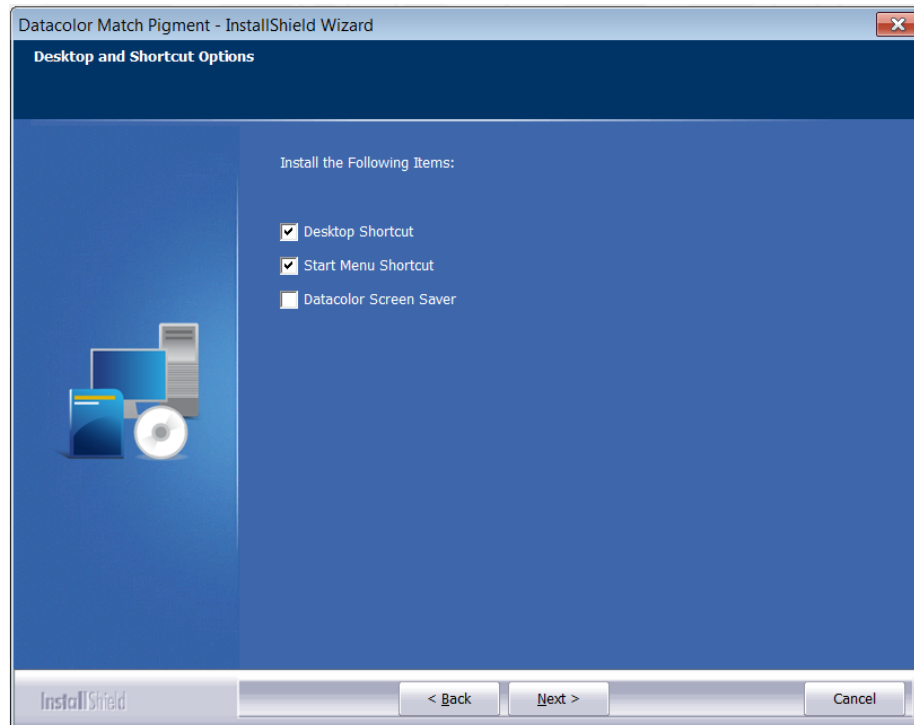 Datacolor Match Pigment - InstallShield Wizard
Desktop and Shortcut Options
Install the Following Items:
Desktop Shortcut
Start Menu Shortcut
Datacolor Screen Saver
InstallShield
< Back
Next >
Cancel